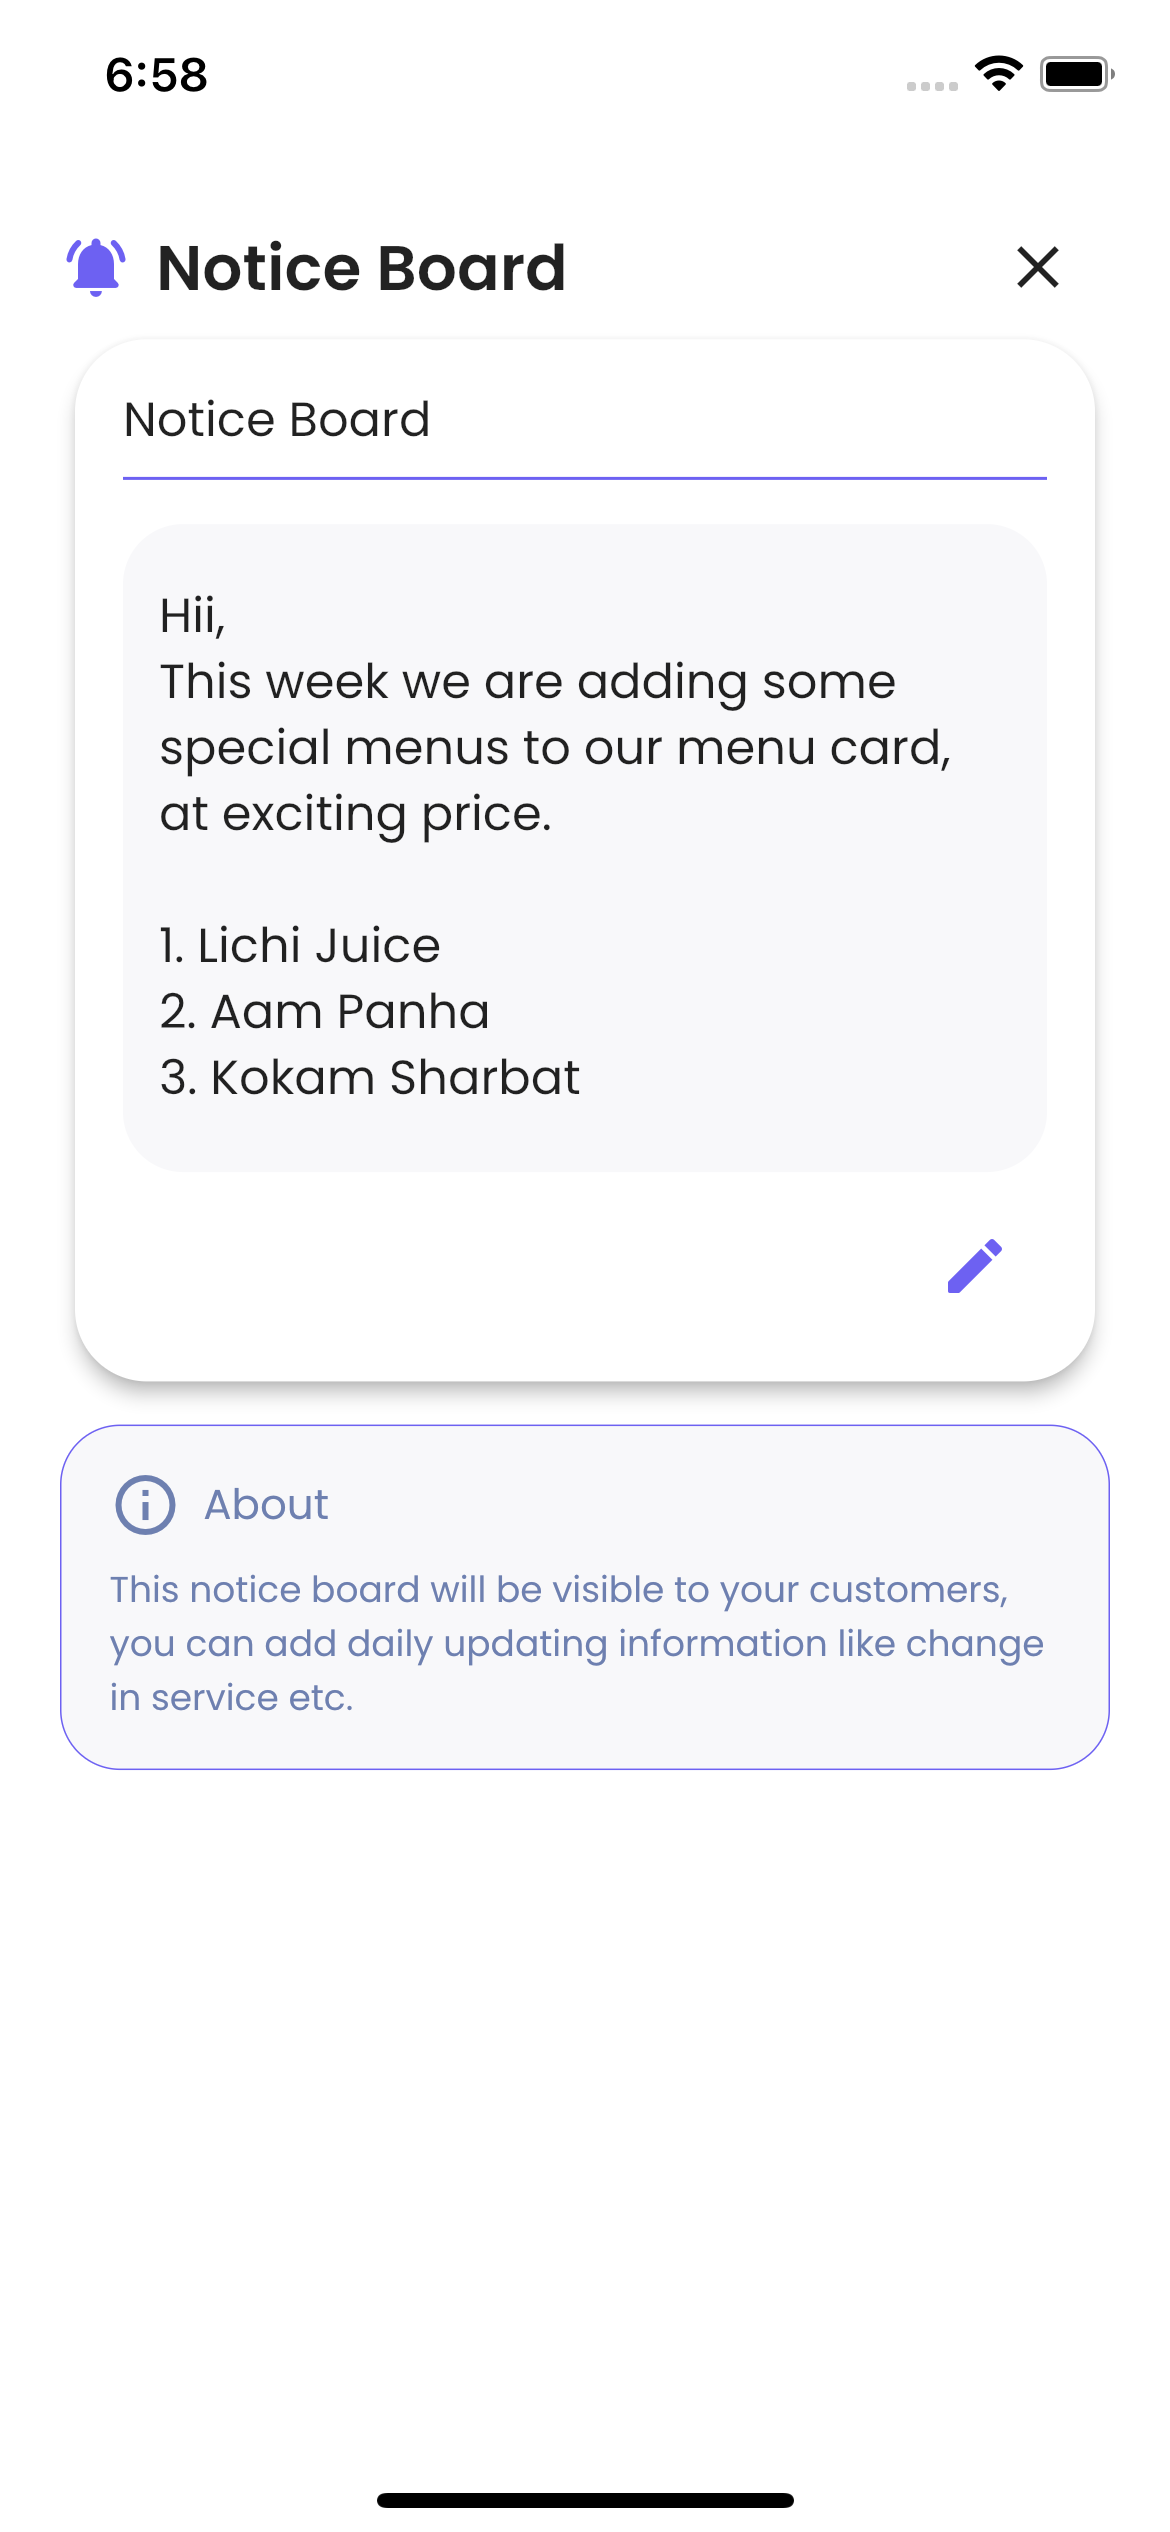 6:58
Notice Board
Notice Board
Hii,
This week we are adding some
special menus to our menu card,
at exciting price.
1. Lichi Juice
2. Aam Panha
3. Kokam Sharbat
About
This notice board will be visible to your customers,
you can add daily updating information like change
in service etc.